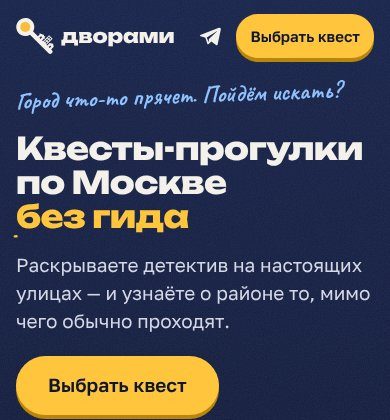 дворами
Выбрать квест
Город что-то прячет. Пойдём искать?
Квесты-прогулки
по Москве
без гида
Раскрываете детектив на настоящих
улицах — и узнаёте о районе то, мимо
чего обычно проходят.
Выбрать квест